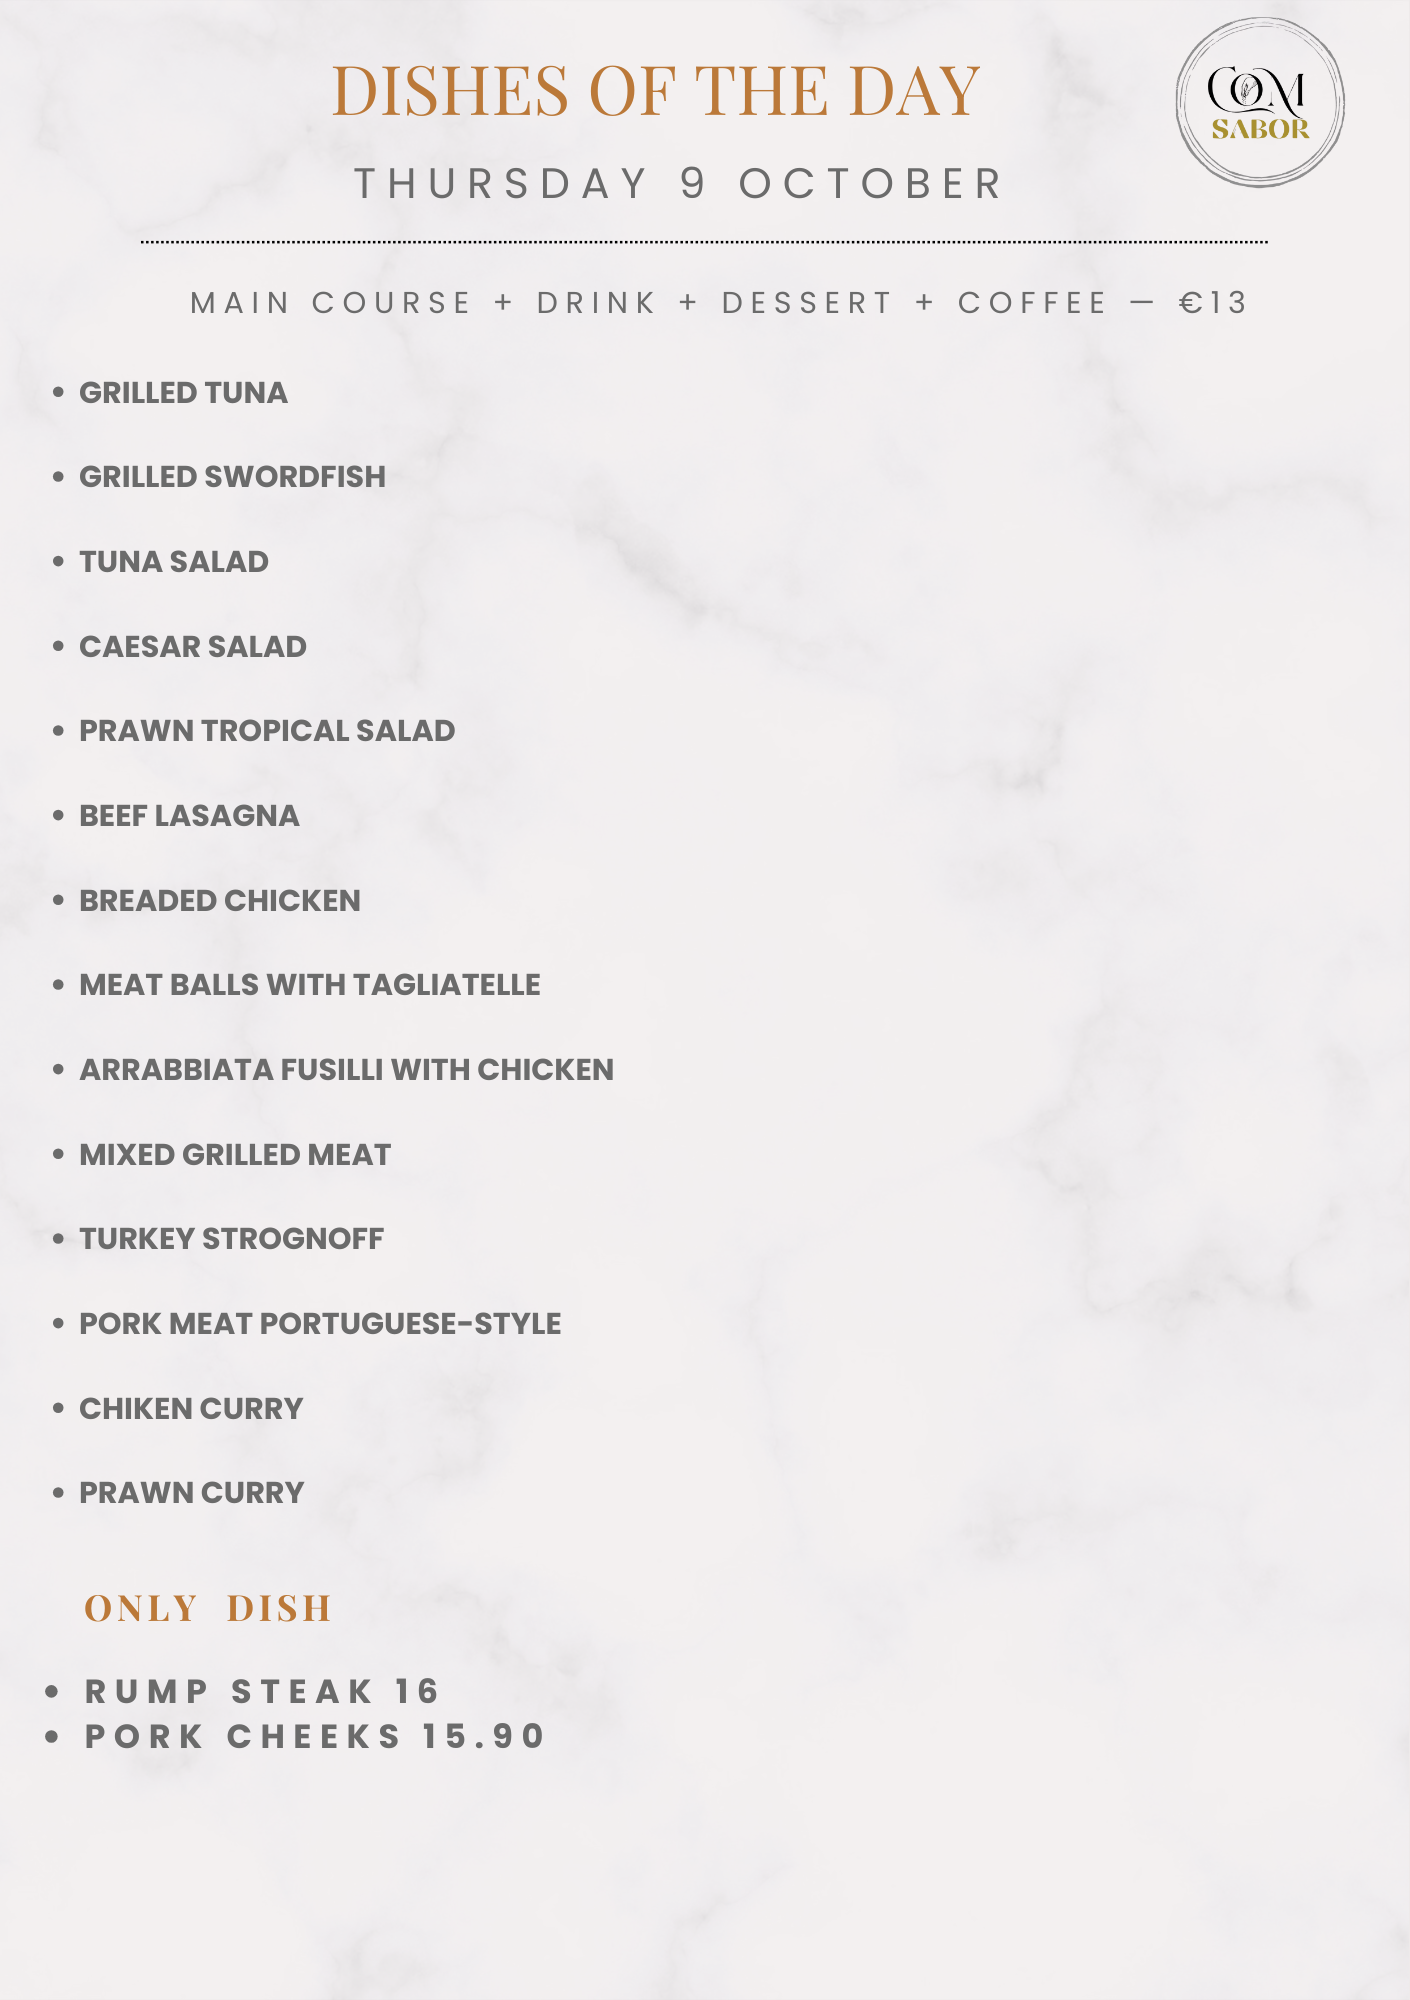 DISHES OF THE DAY
COM
SABOR
THURSDAY 9 OCTOBER
MAIN COURSE + DRINK + DESSERT + COFFEE — €13
• GRILLED TUNA
• GRILLED SWORDFISH
• TUNA SALAD
• CAESAR SALAD
• PRAWN TROPICAL SALAD
• BEEF LASAGNA
• BREADED CHICKEN
• MEAT BALLS WITH TAGLIATELLE
• ARRABBIATA FUSILLI WITH CHICKEN
• MIXED GRILLED MEAT
• TURKEY STROGNOFF
• PORK MEAT PORTUGUESE-STYLE
• CHIKEN CURRY
• PRAWN CURRY
ONLY DISH
• RUMP STEAK 16
• PORK CHEEKS 15.90